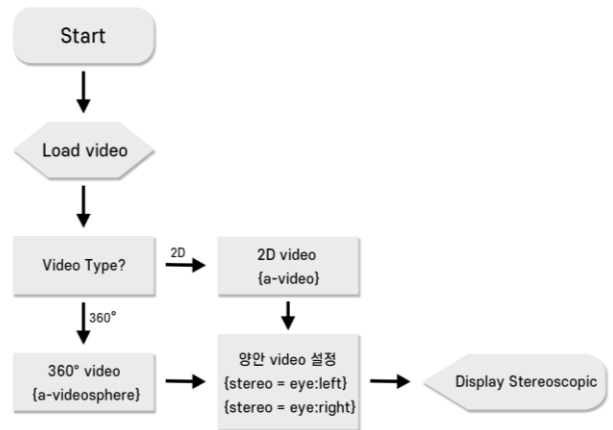 Start
Load video
Video Type?
2D
2D video
{a-video}
360°
360° video
{a-videosphere}
양안 video 설정
{stereo = eye:left}
{stereo = eye:right}
Display Stereoscopic